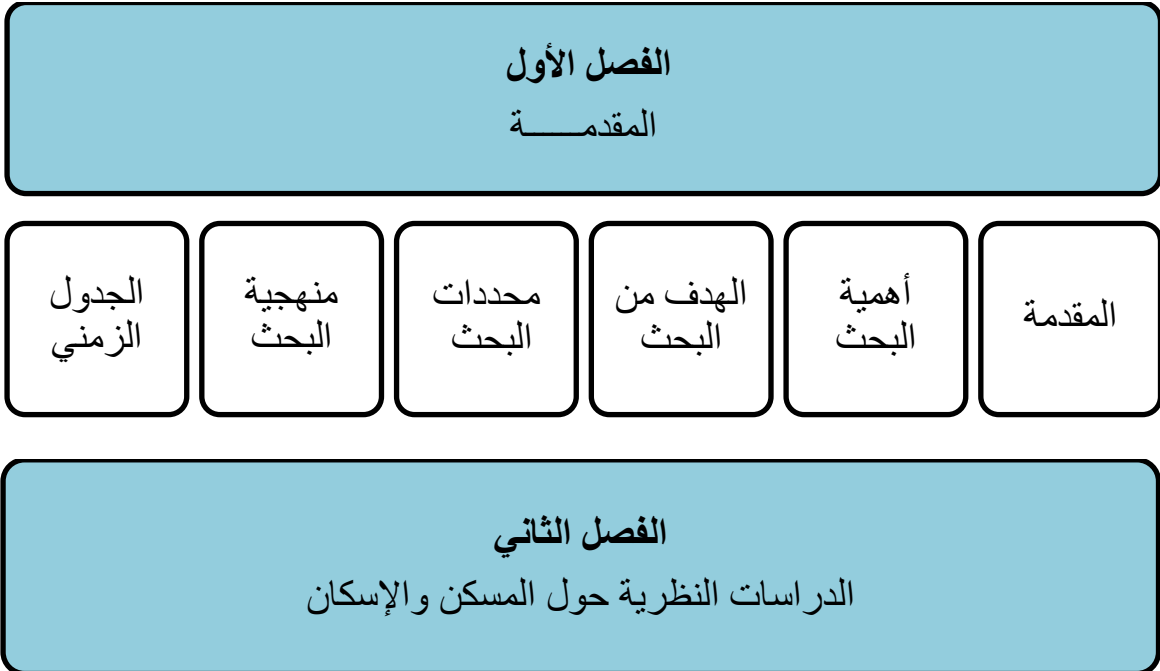 الفصل الأول
المقدمـــــــة
المقدمة
أهمية
البحث
الهدف من
البحث
محددات
البحث
منهجية
البحث
الجدول
الزمني
الفصل الثاني
الدراسات النظرية حول المسكن والإسكان